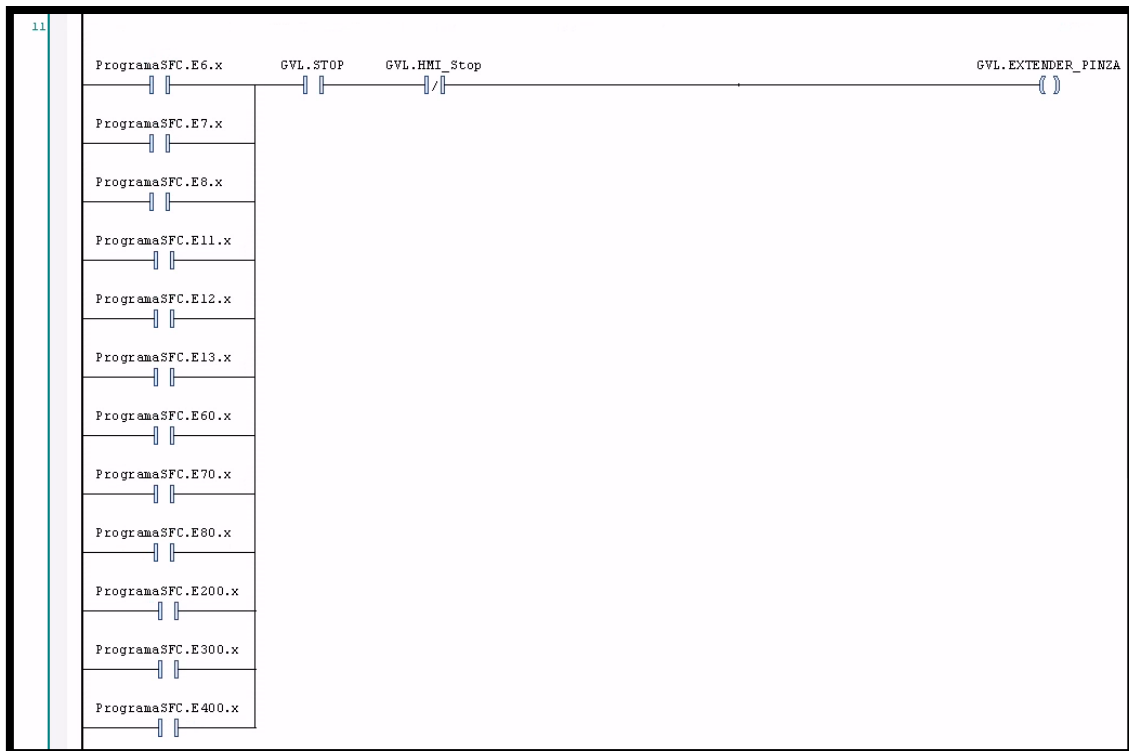 11
ProgramaSFC.E6.x GVL.STOP GVL.HMI_Stop GVL.EXTENDER_PINZA
ProgramaSFC.E7.x
ProgramaSFC.E8.x
ProgramaSFC.E11.x
ProgramaSFC.E12.x
ProgramaSFC.E13.x
ProgramaSFC.E60.x
ProgramaSFC.E70.x
ProgramaSFC.E80.x
ProgramaSFC.E200.x
ProgramaSFC.E300.x
ProgramaSFC.E400.x